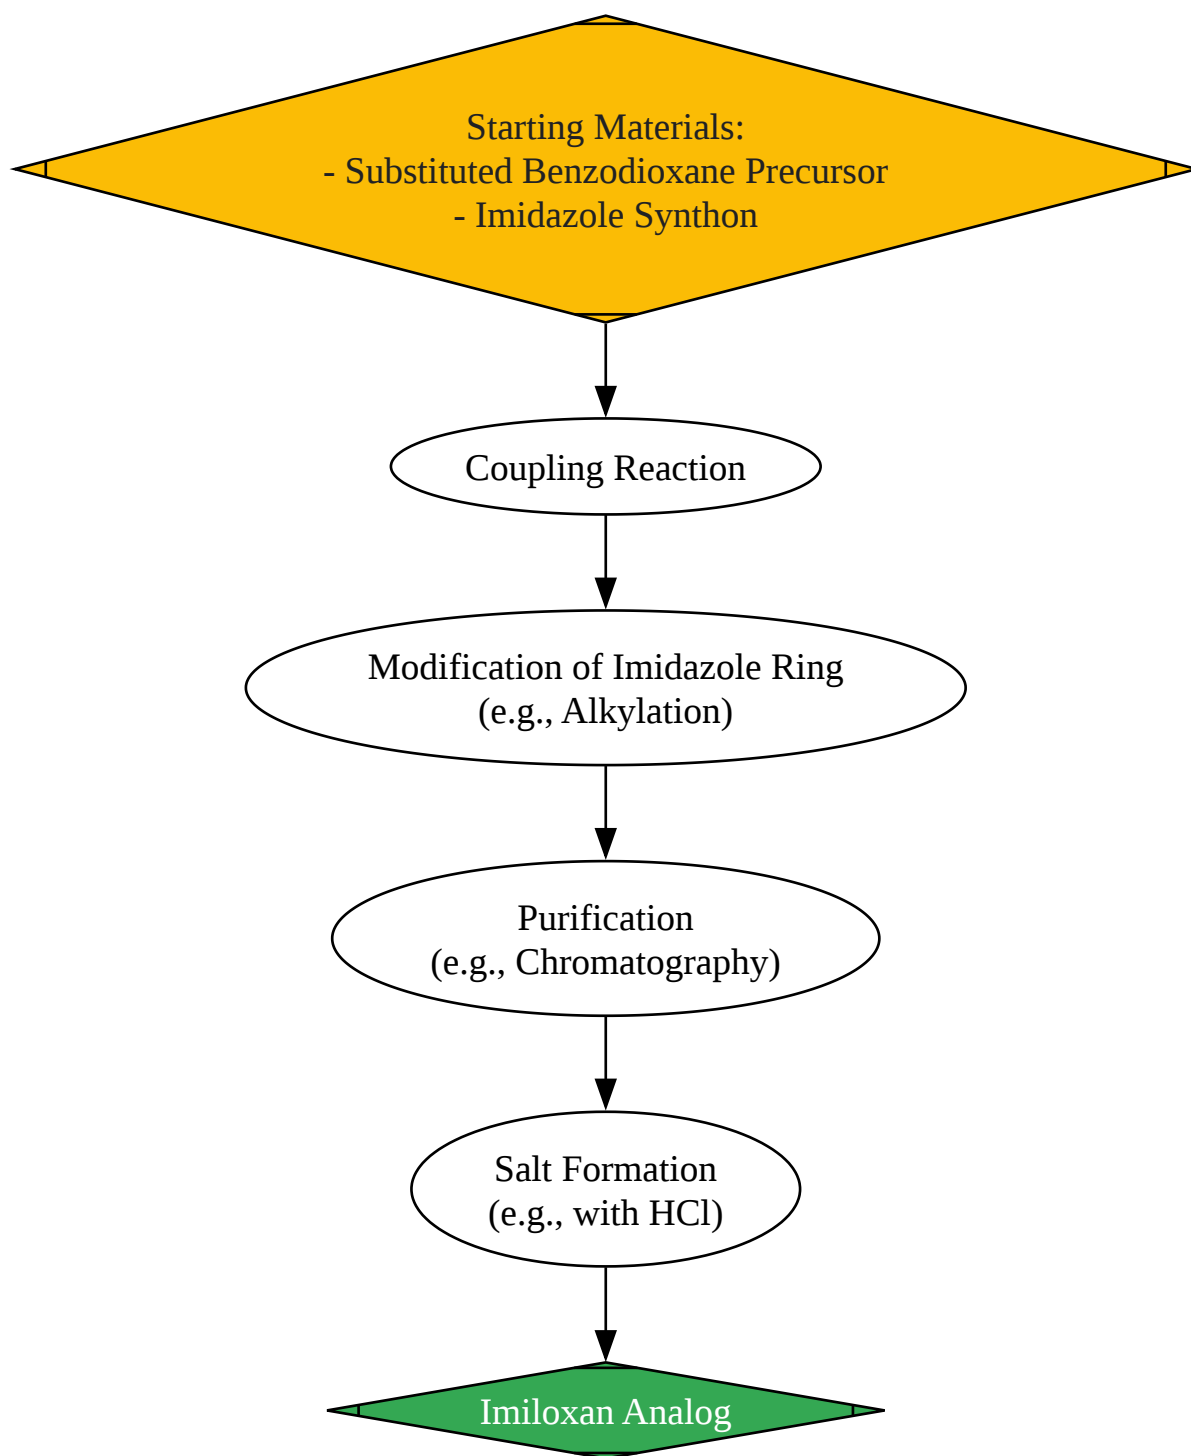 Starting Materials:
- Substituted Benzodioxane Precursor
- Imidazole Synthon
Coupling Reaction
Modification of Imidazole Ring
(e.g., Alkylation)
Purification
(e.g., Chromatography)
Salt Formation
(e.g., with HCl)
Imiloxan Analog